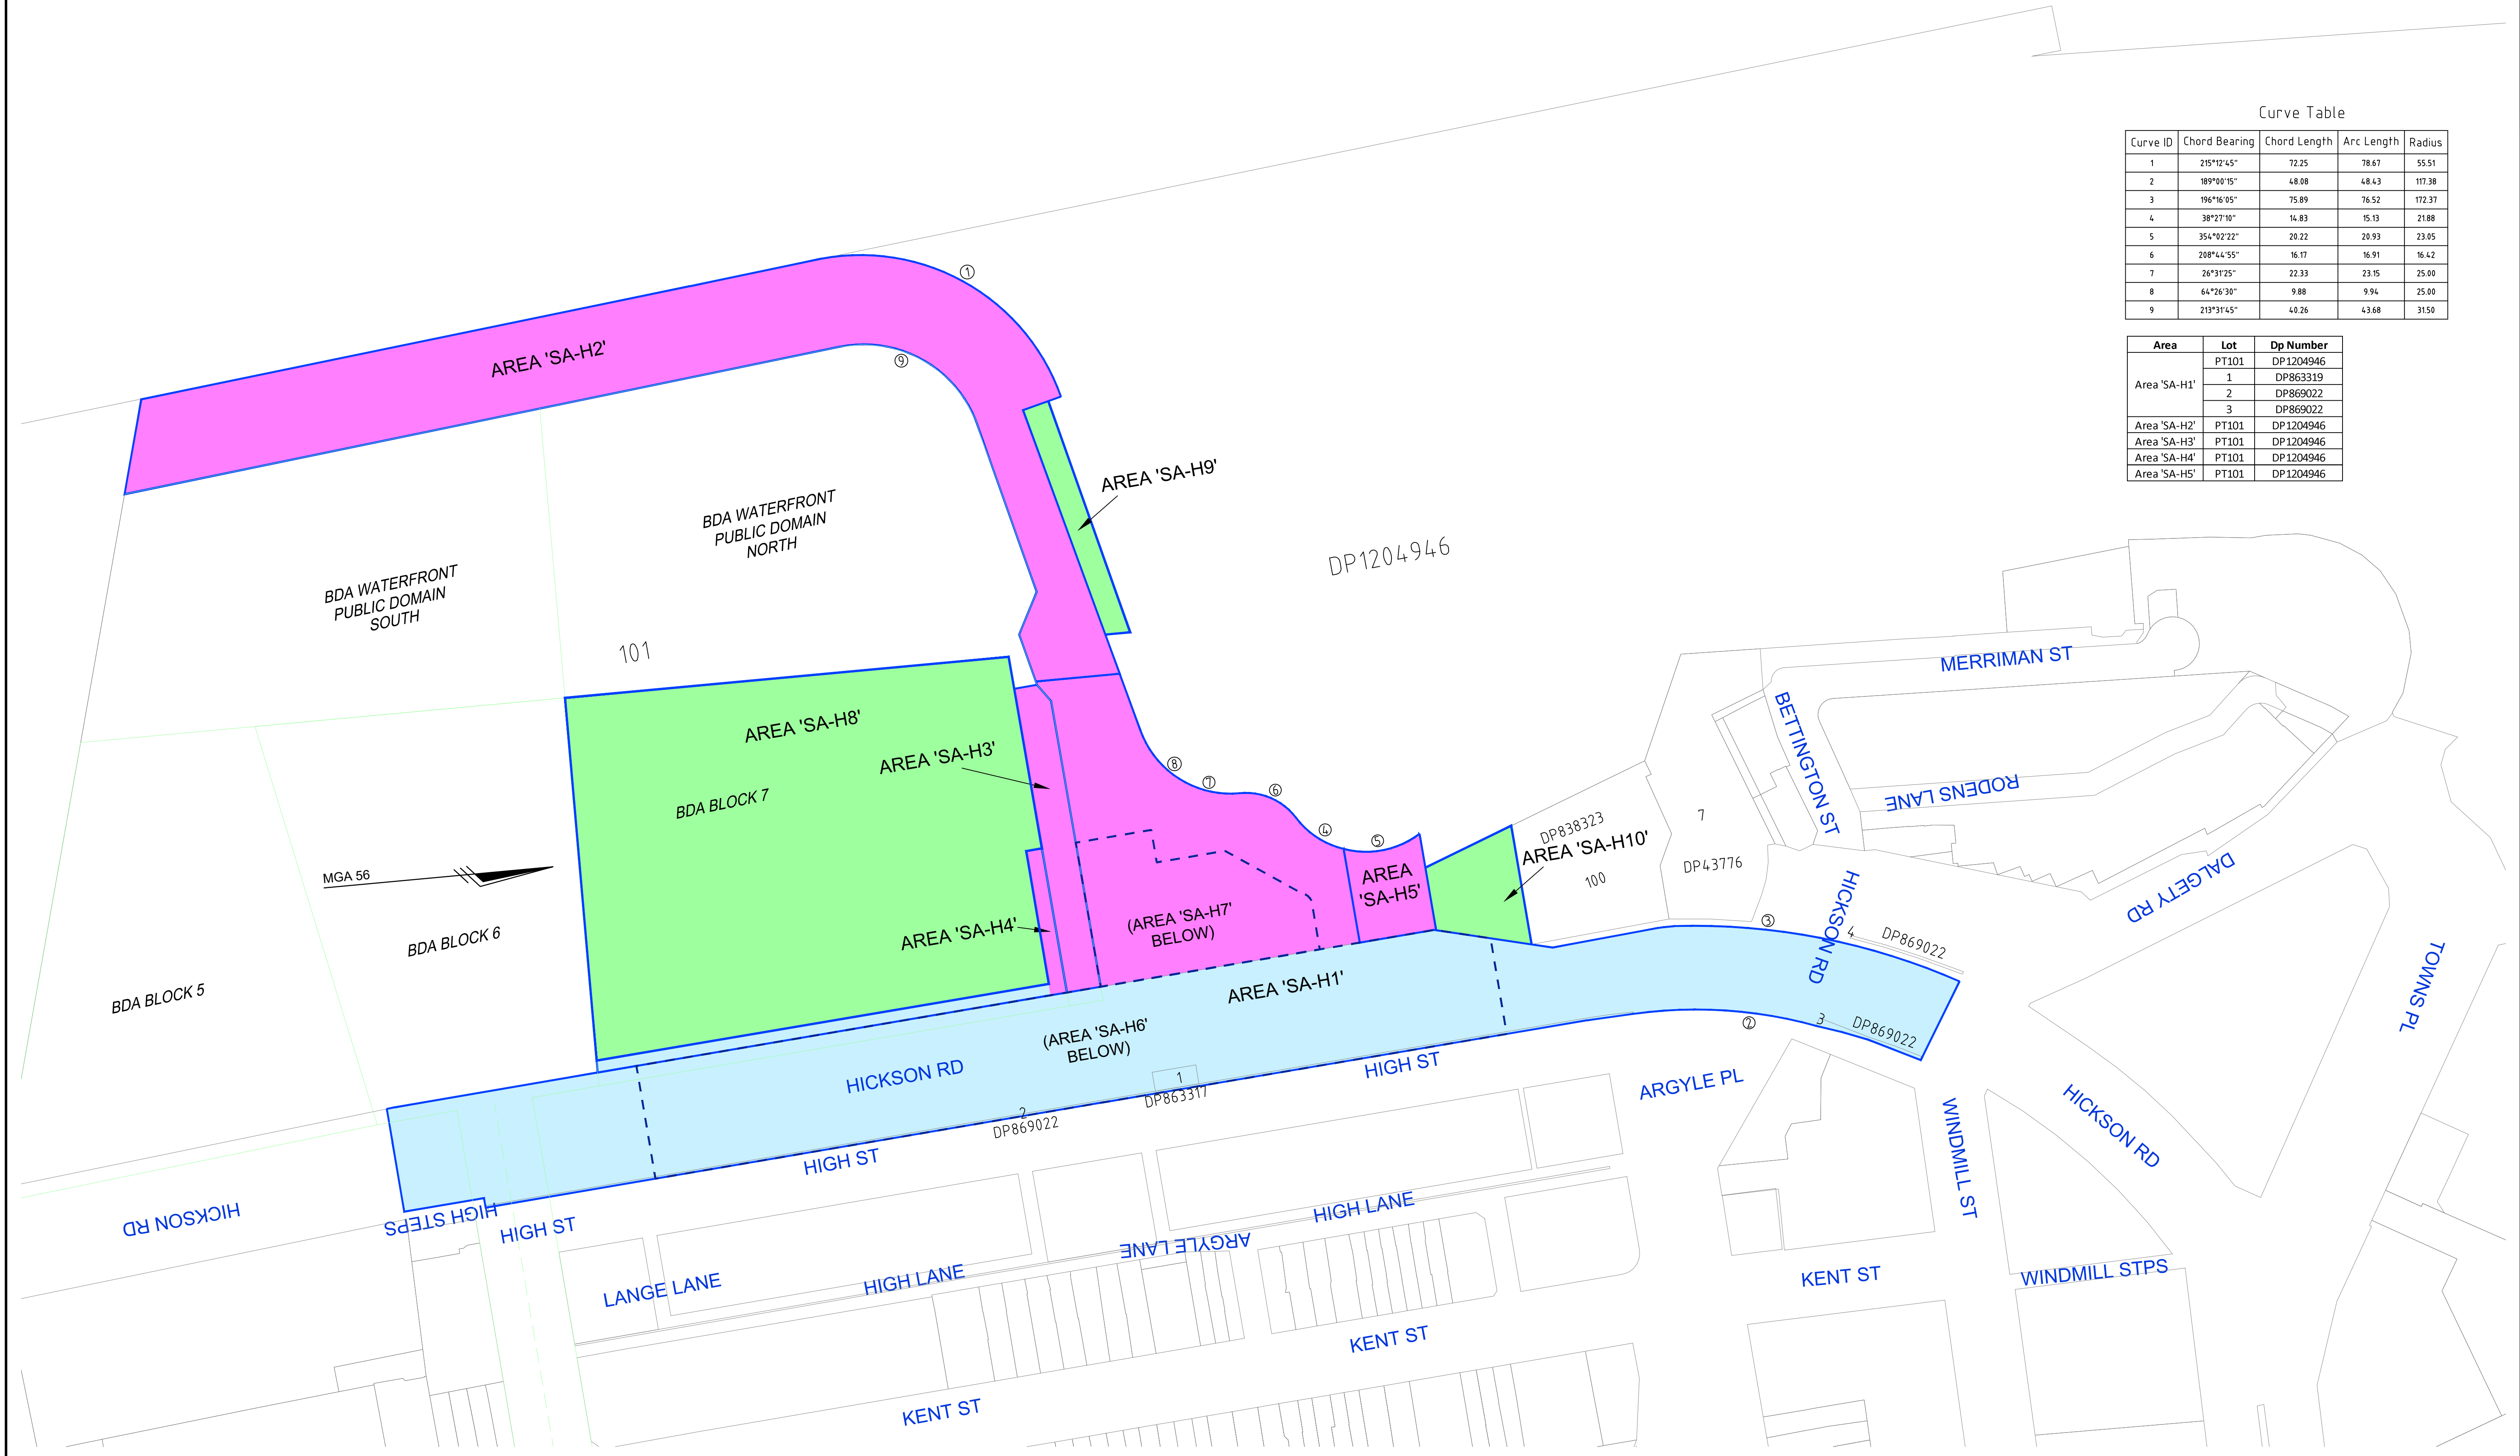 Curve Table
Curve ID Chord Bearing Chord Length Arc Length Radius
1 215°12'45" 72.25 78.67 55.51
2 189°00'15" 48.08 48.43 117.38
3 196°16'05" 75.89 76.52 172.37
4 38°27'10" 14.83 15.13 21.88
5 354°02'22" 20.22 20.93 23.05
6 208°44'55" 16.17 16.91 16.42
7 26°31'25" 22.33 23.15 25.00
8 64°26'30" 9.88 9.94 25.00
9 213°31'45" 40.26 43.68 31.50
Area Lot Dp Number
Area 'SA-H1' PT101 DP1204946
1 DP863319
2 DP869022
3 DP869022
Area 'SA-H2' PT101 DP1204946
Area 'SA-H3' PT101 DP1204946
Area 'SA-H4' PT101 DP1204946
Area 'SA-H5' PT101 DP1204946
1
AREA 'SA-H2'
9
AREA 'SA-H9'
BDA WATERFRONT
PUBLIC DOMAIN
NORTH
DP1204946
BDA WATERFRONT
PUBLIC DOMAIN
SOUTH
101
MERRIMAN ST
BETTINGTON ST
RODENS LANE
AREA 'SA-H8'
AREA 'SA-H3'
8
7
6
BDA BLOCK 7
4
5
DP838323
7
AREA 'SA-H10'
DP43776
100
MGA 56
AREA
'SA-H5'
DALGETY RD
HICKSON RD
3
4
DP869022
TOWNS PL
AREA 'SA-H4'
(AREA 'SA-H7'
BELOW)
BDA BLOCK 6
BDA BLOCK 5
AREA 'SA-H1'
(AREA 'SA-H6'
BELOW)
2
3
DP869022
HICKSON RD
1
DP863317
HIGH ST
ARGYLE PL
2
DP869022
HIGH ST
WINDMILL ST
HICKSON RD
HICKSON RD
HIGH STEPS
HIGH ST
HIGH LANE
ARGYLE LANE
HIGH LANE
LANGE LANE
KENT ST
WINDMILL STPS
KENT ST
KENT ST